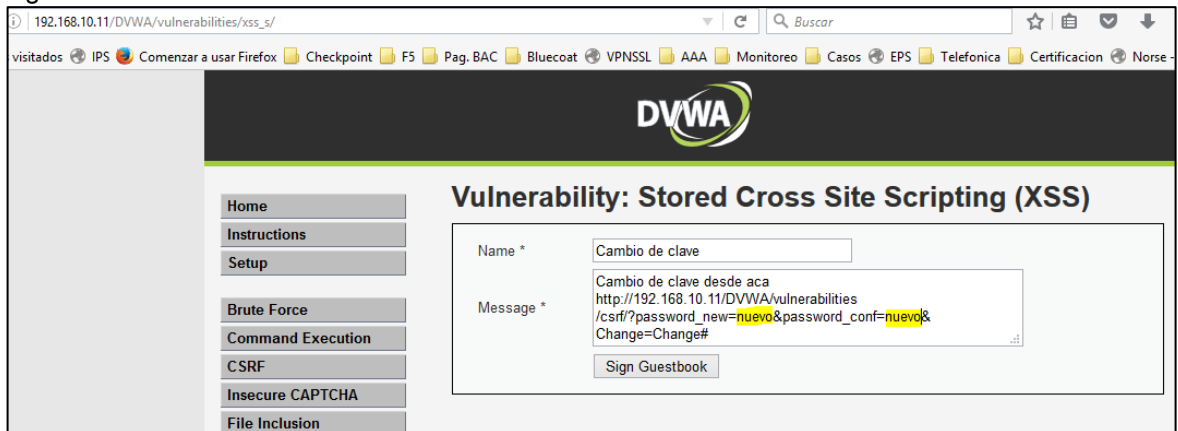 192.168.10.11/DVWA/vulnerabilities/xss_s/ Buscar
visitados IPS Comenzar a usar Firefox Checkpoint F5 Pag. BAC Bluecoat VPNSSL AAA Monitoreo Casos EPS Telefonica Certificacion Norse -
DVWA
Vulnerability: Stored Cross Site Scripting (XSS)
Home
Instructions
Setup
Brute Force
Command Execution
CSRF
Insecure CAPTCHA
File Inclusion
Name * Cambio de clave
Message * Cambio de clave desde aca
http://192.168.10.11/DVWA/vulnerabilities
/csrf/?password_new=nuevo&password_conf=nuevo&
Change=Change#
Sign Guestbook